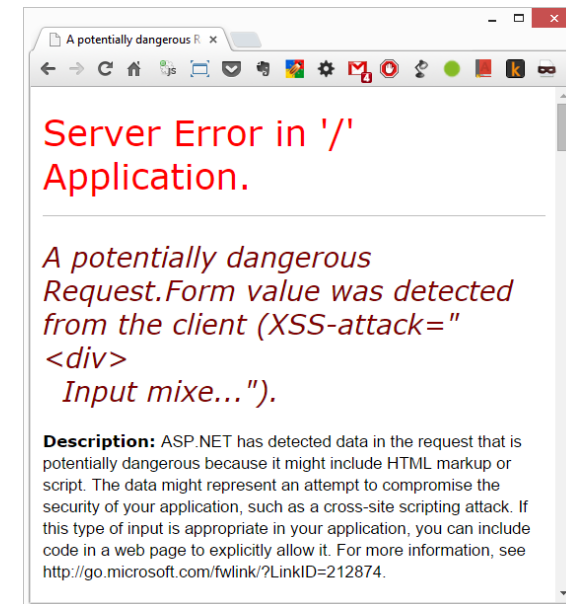 A potentially dangerous R
js
4
k
Server Error in '/'
Application.
A potentially dangerous
Request.Form value was detected
from the client (XSS-attack="
<div>
Input mixe...").
Description: ASP.NET has detected data in the request that is
potentially dangerous because it might include HTML markup or
script. The data might represent an attempt to compromise the
security of your application, such as a cross-site scripting attack. If
this type of input is appropriate in your application, you can include
code in a web page to explicitly allow it. For more information, see
http://go.microsoft.com/fwlink/?LinkID=212874.